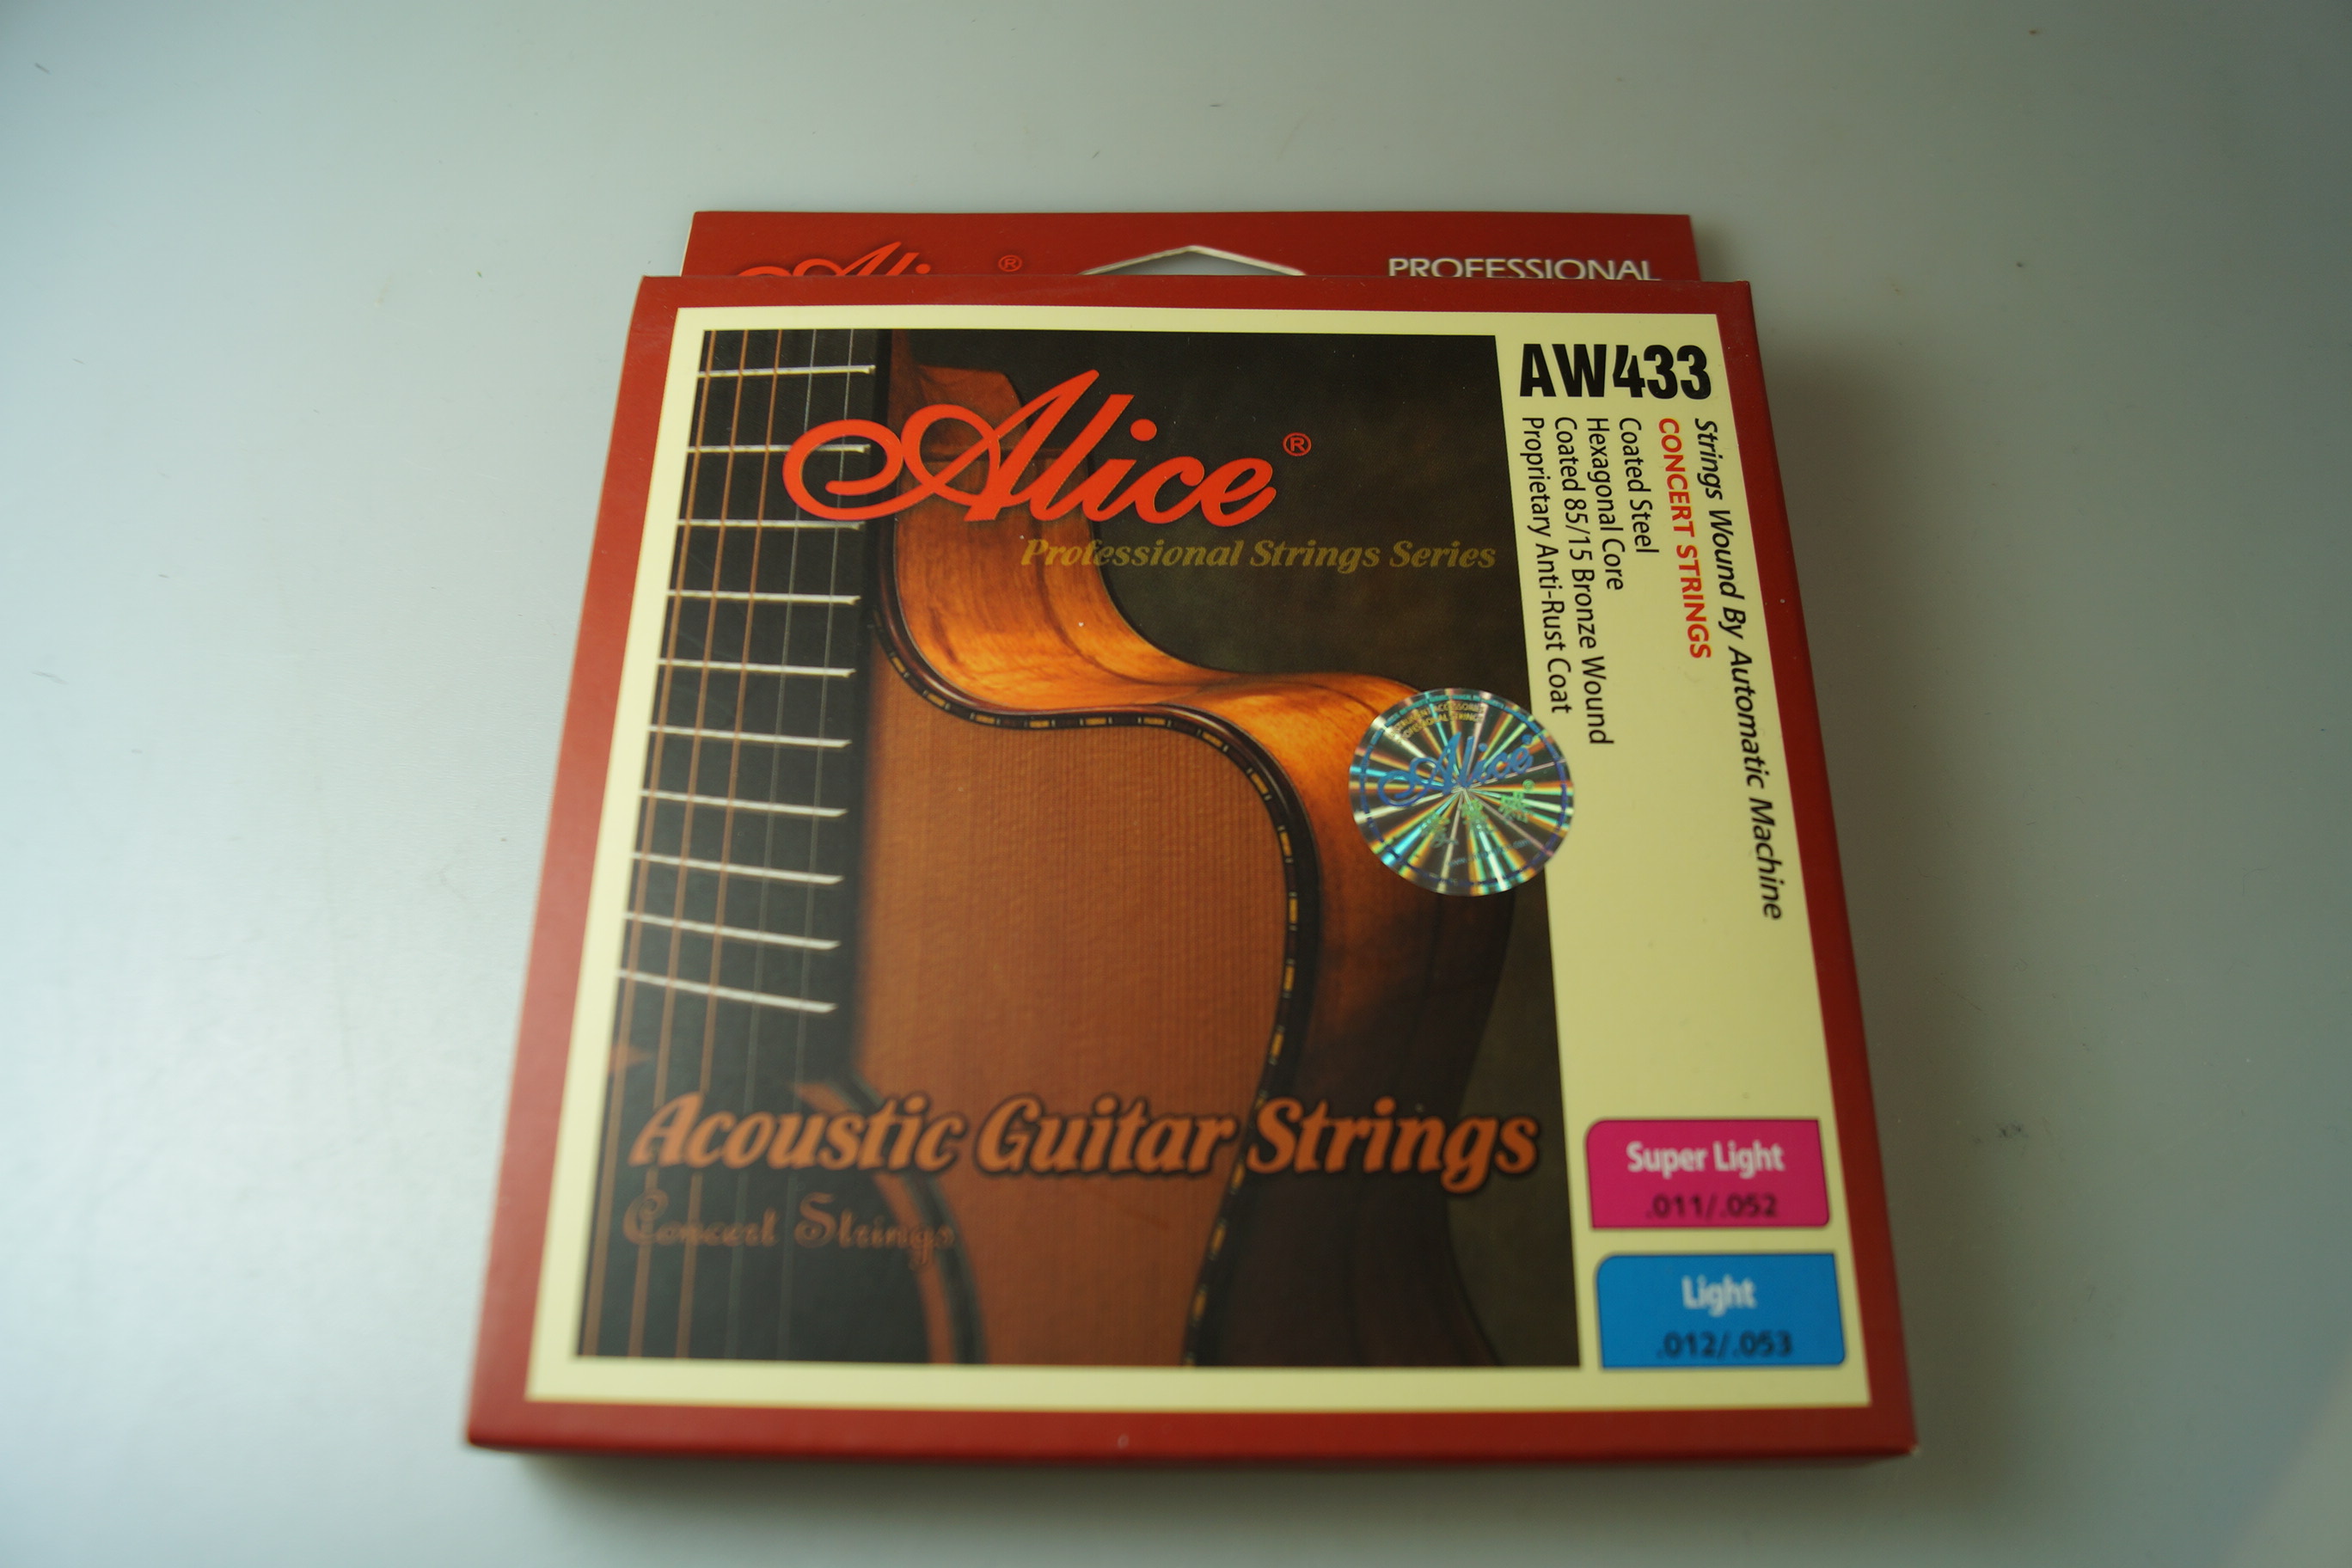 Alice ®
PROFESSIONAL
AW433
Alice®
Professional Strings Series
Strings Wound By Automatic Machine
CONCERT STRINGS
Coated Steel
Hexagonal Core
Coated 85/15 Bronze Wound
Proprietary Anti-Rust Coat
Alice
Acoustic Guitar Strings
Concert Strings
Super Light
.011/.052
Light
.012/.053